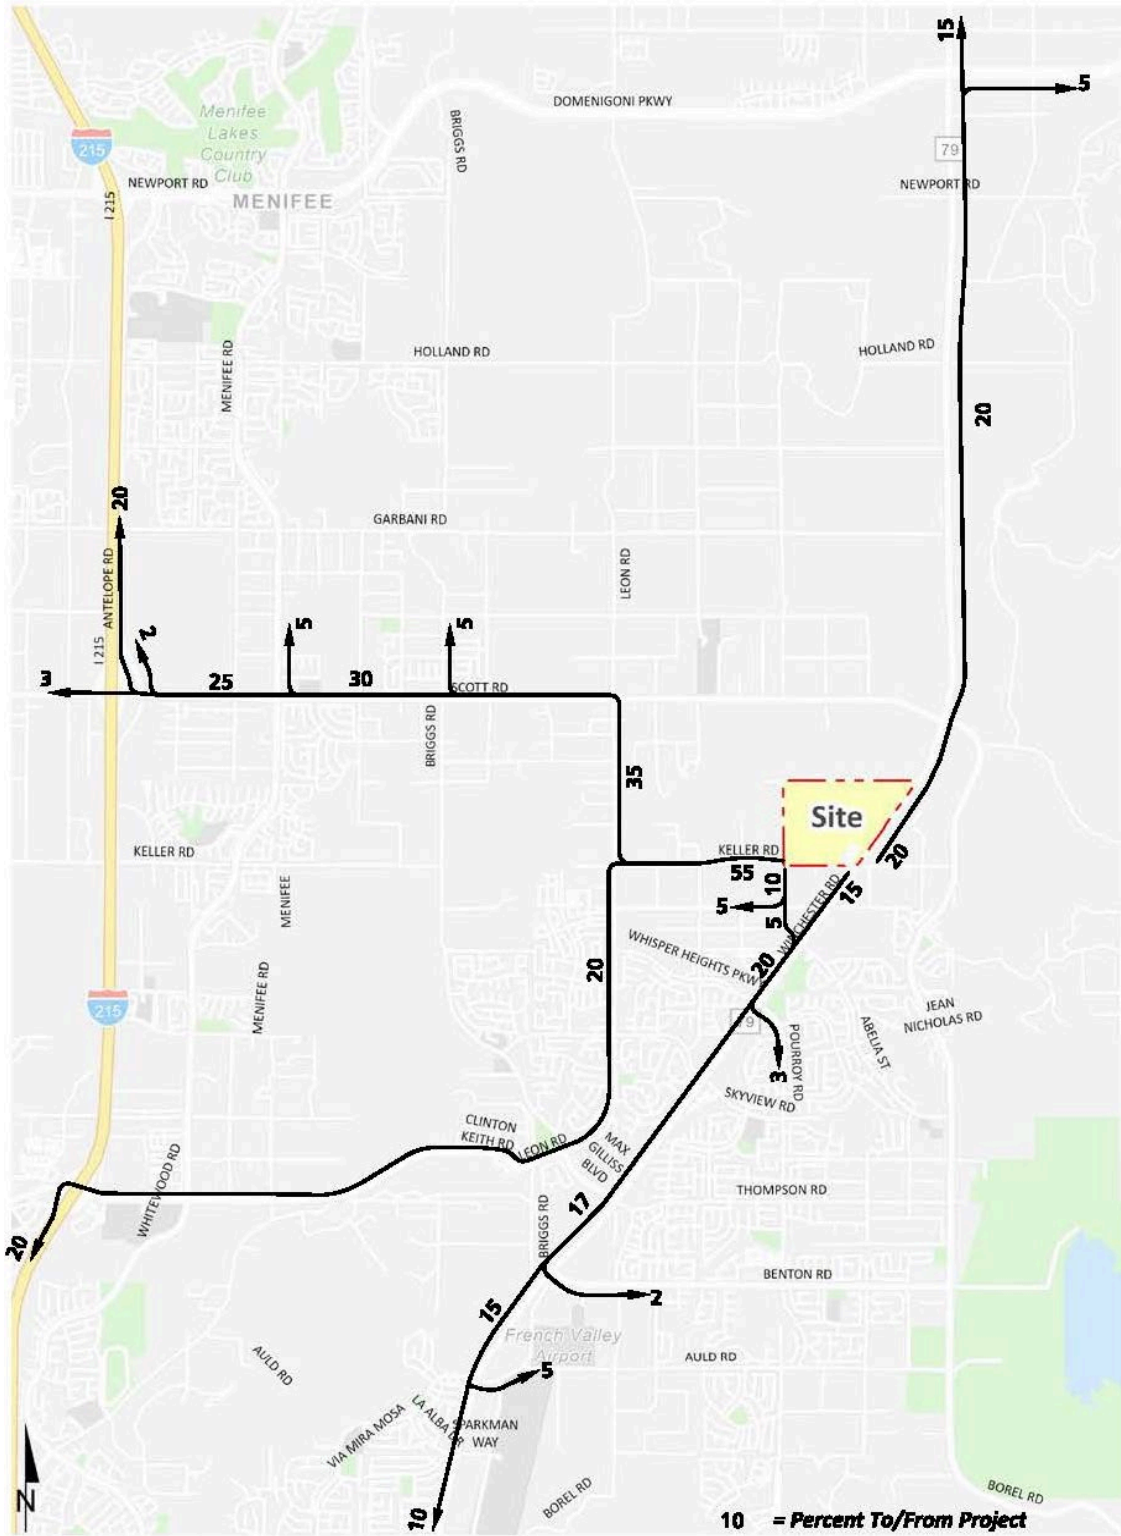 15
5
DOMENIGONI PKWY
Menifee
Lakes
Country
Club
BRIGGS RD
215
79
NEWPORT RD
NEWPORT RD
MENIFEE
I 215
HOLLAND RD
HOLLAND RD
MENIFEE RD
20
20
GARBANI RD
ANTELOPE RD
LEON RD
I 215
2
5
5
3
25
30
SCOTT RD
BRIGGS RD
35
Site
KELLER RD
KELLER RD
55
10
20
15
5
5
WINCHESTER RD
MENIFEE
WHISPER HEIGHTS PKWY
20
20
MENIFEE RD
215
79
JEAN
NICHOLAS RD
ABELIA ST
POURROY RD
3
SKYVIEW RD
CLINTON
KEITH RD
LEON RD
MAX
GILLISS
BLVD
WHITEWOOD RD
THOMPSON RD
17
BRIGGS RD
20
BENTON RD
2
15
French Valley
Airport
AULD RD
AULD RD
5
LA ALBA DR
SPARKMAN
WAY
VIA MIRA MOSA
BOREL RD
BOREL RD
N
10
10 = Percent To/From Project